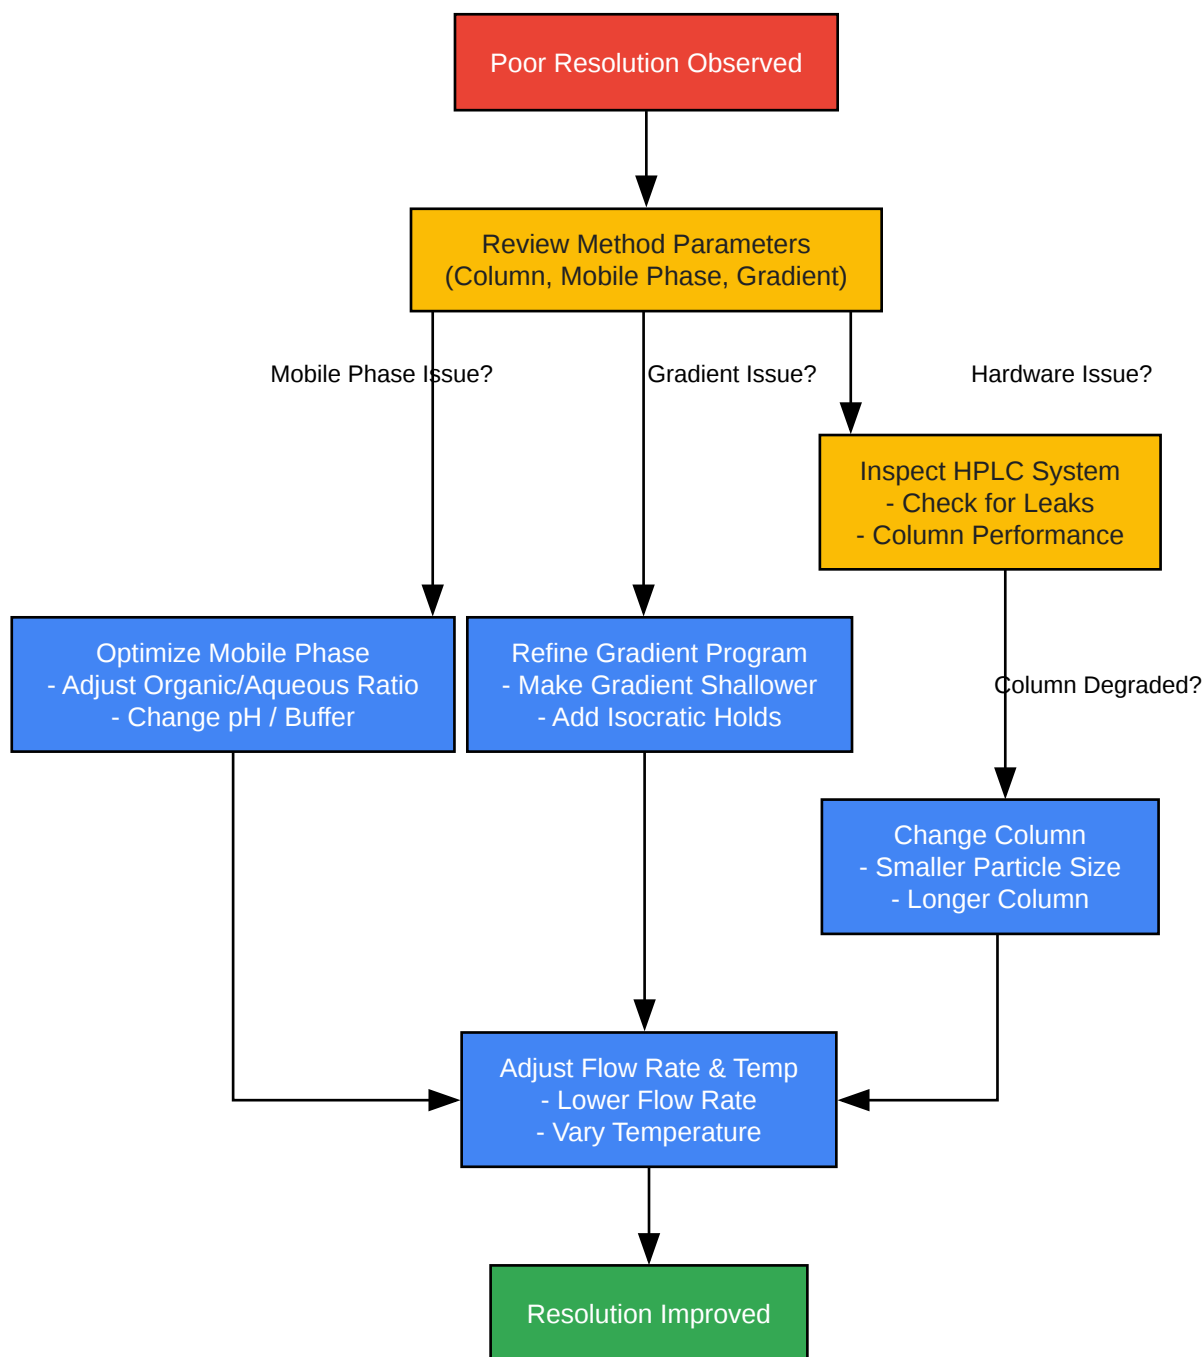 Poor Resolution Observed
Review Method Parameters
(Column, Mobile Phase, Gradient)
Mobile Phase Issue?
Gradient Issue?
Hardware Issue?
Inspect HPLC System
- Check for Leaks
- Column Performance
Optimize Mobile Phase
- Adjust Organic/Aqueous Ratio
- Change pH / Buffer
Refine Gradient Program
- Make Gradient Shallower
- Add Isocratic Holds
Column Degraded?
Change Column
- Smaller Particle Size
- Longer Column
Adjust Flow Rate & Temp
- Lower Flow Rate
- Vary Temperature
Resolution Improved